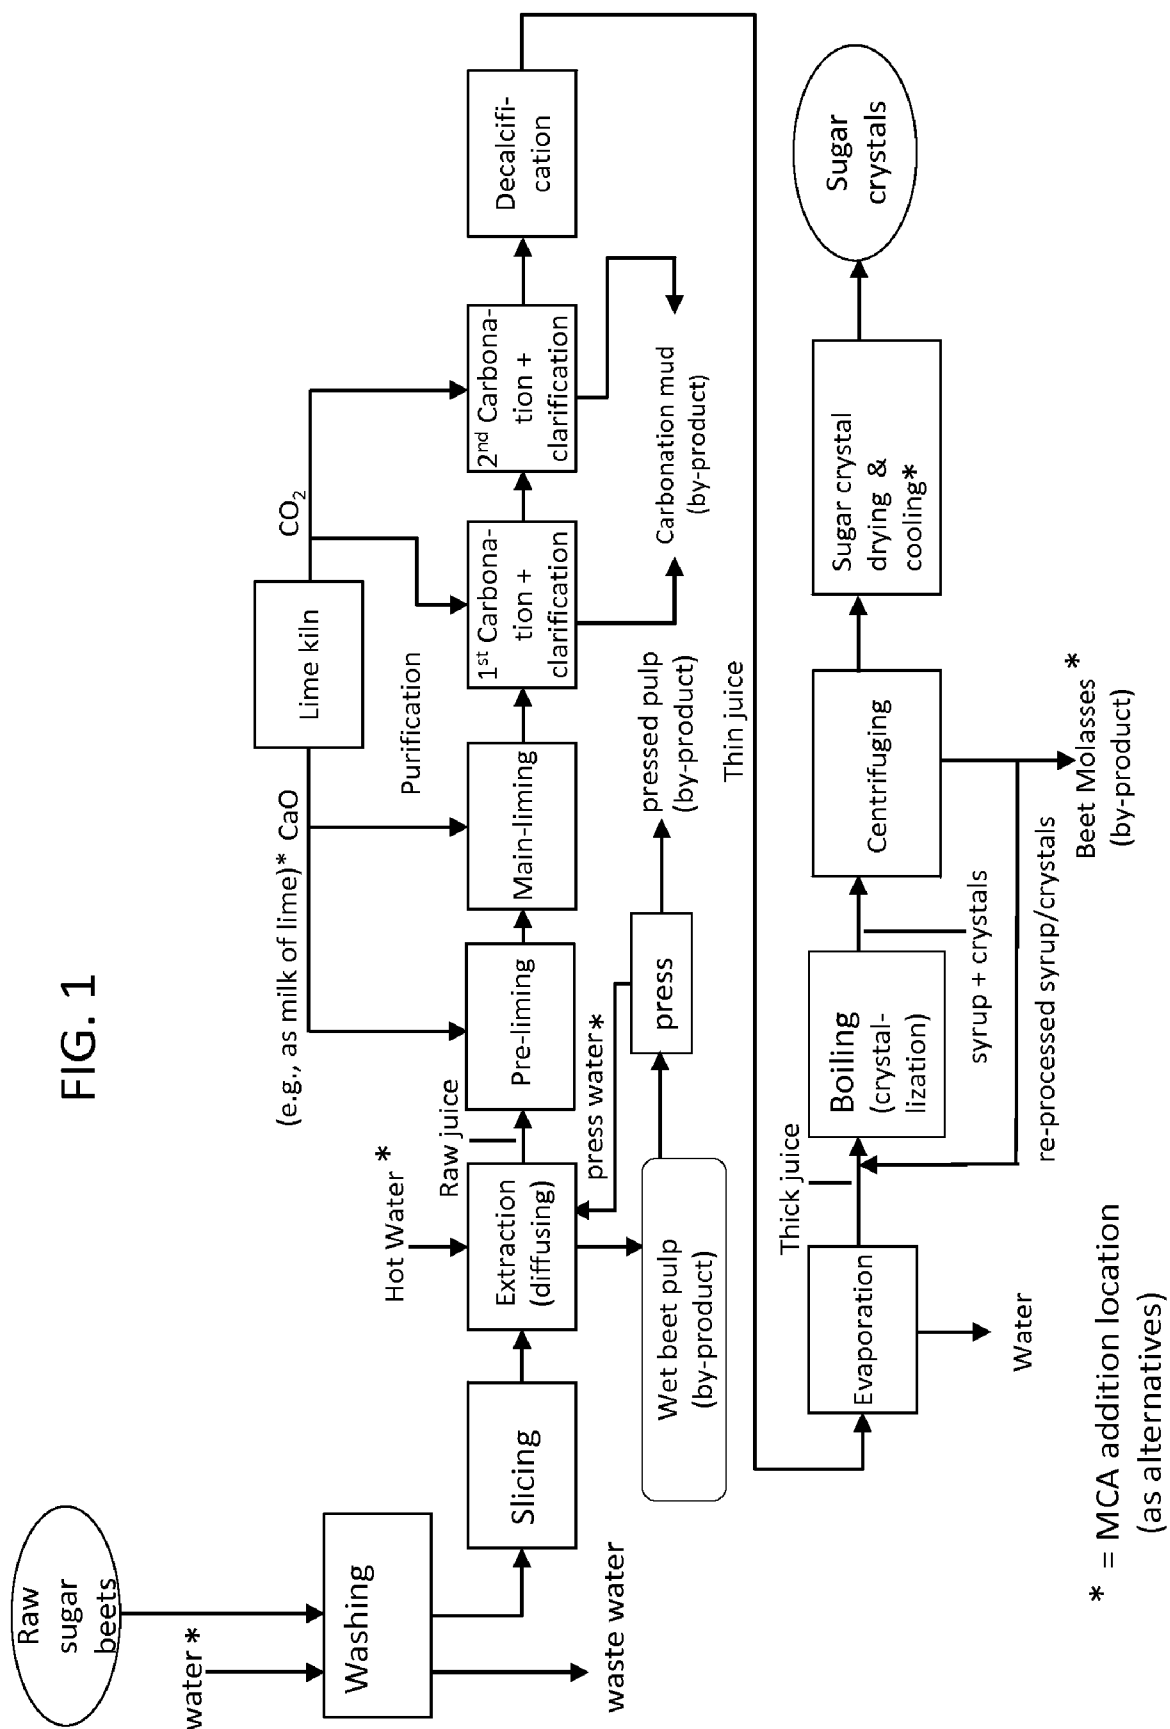 FIG. 1
Raw
sugar
beets
water*
Washing
waste water
Slicing
Hot Water*
Extraction
(diffusing)
Raw juice
press water*
Wet beet pulp
(by-product)
press
pressed pulp
(by-product)
(e.g., as milk of lime)* CaO
Lime kiln
CO2
Purification
Pre-liming
Main-liming
1st Carbona-
tion +
clarification
2nd Carbona-
tion +
clarification
Carbonation mud
(by-product)
Decalcifi-
cation
Thin juice
Evaporation
Water
Thick juice
Boiling
(crystal-
lization)
syrup + crystals
re-processed syrup/crystals
Centrifuging
Beet Molasses*
(by-product)
Sugar crystal
drying &
cooling*
Sugar
crystals
* = MCA addition location
(as alternatives)